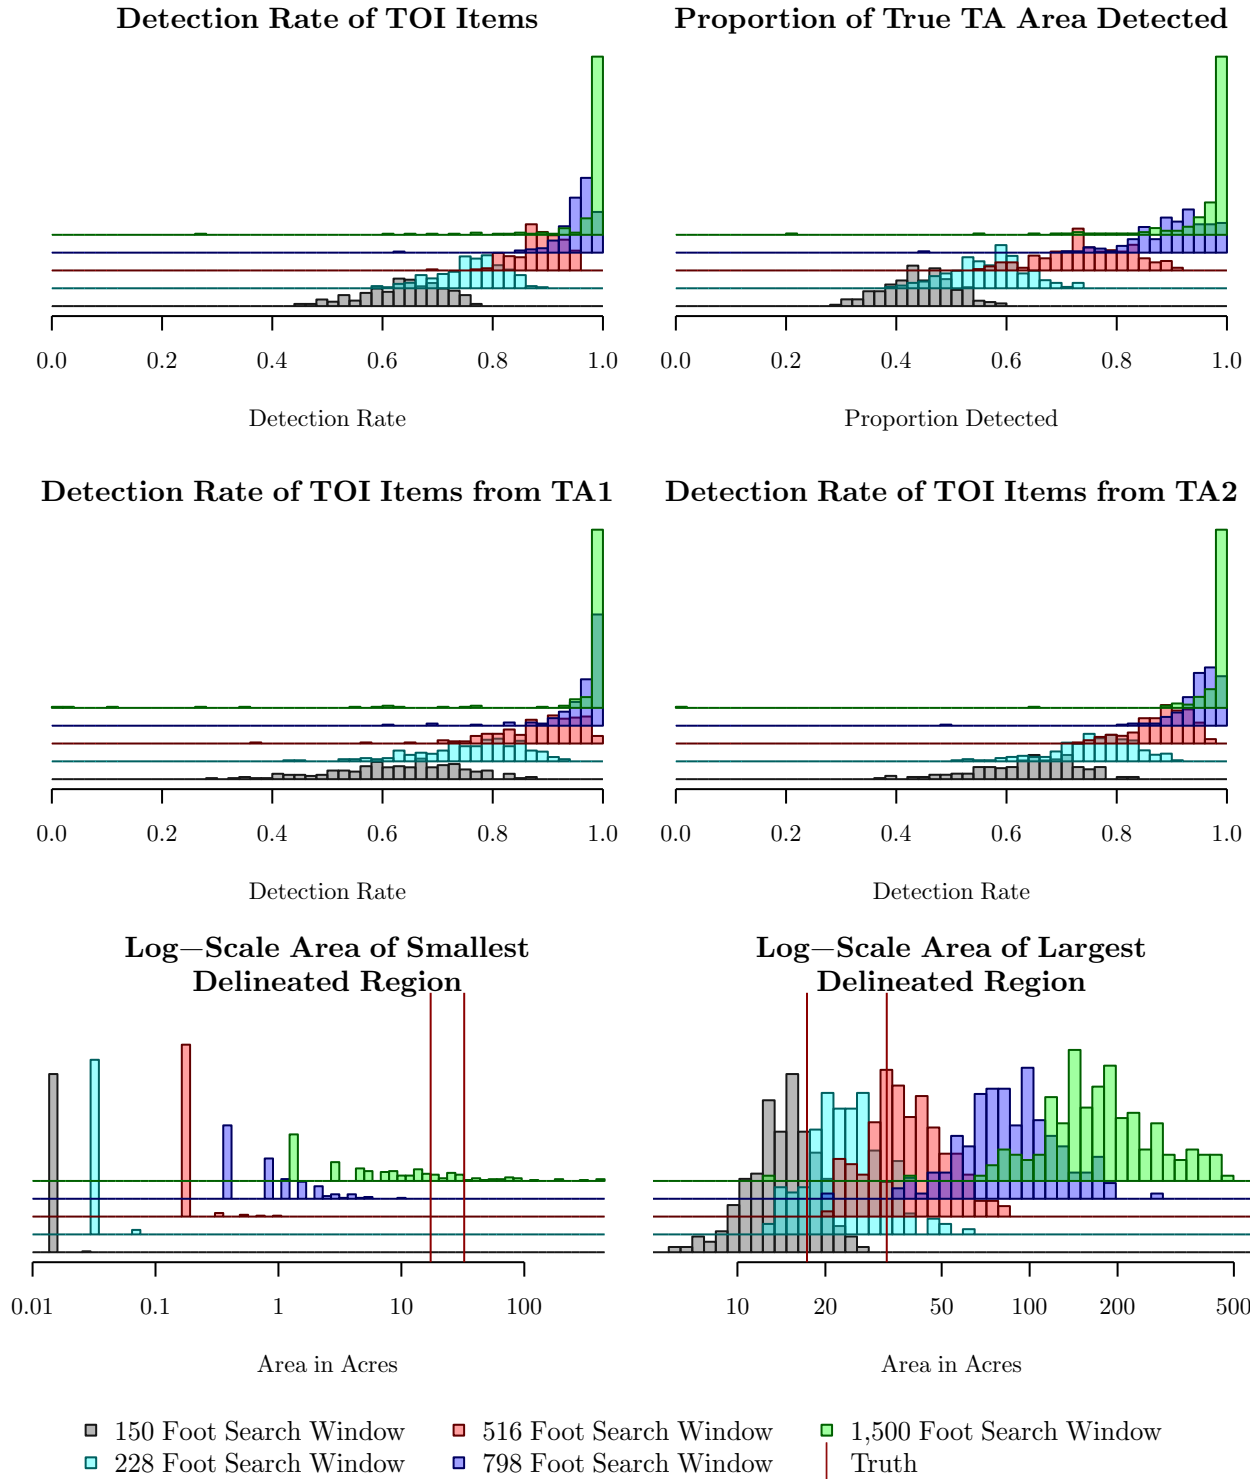 Detection Rate of TOI Items
Proportion of True TA Area Detected
0.0 0.2 0.4 0.6 0.8 1.0
0.0 0.2 0.4 0.6 0.8 1.0
Detection Rate
Proportion Detected
Detection Rate of TOI Items from TA1
Detection Rate of TOI Items from TA2
0.0 0.2 0.4 0.6 0.8 1.0
0.0 0.2 0.4 0.6 0.8 1.0
Detection Rate
Detection Rate
Log−Scale Area of Smallest
Delineated Region
Log−Scale Area of Largest
Delineated Region
0.01 0.1 1 10 100
10 20 50 100 200 500
Area in Acres
Area in Acres
150 Foot Search Window
516 Foot Search Window
1,500 Foot Search Window
228 Foot Search Window
798 Foot Search Window
Truth